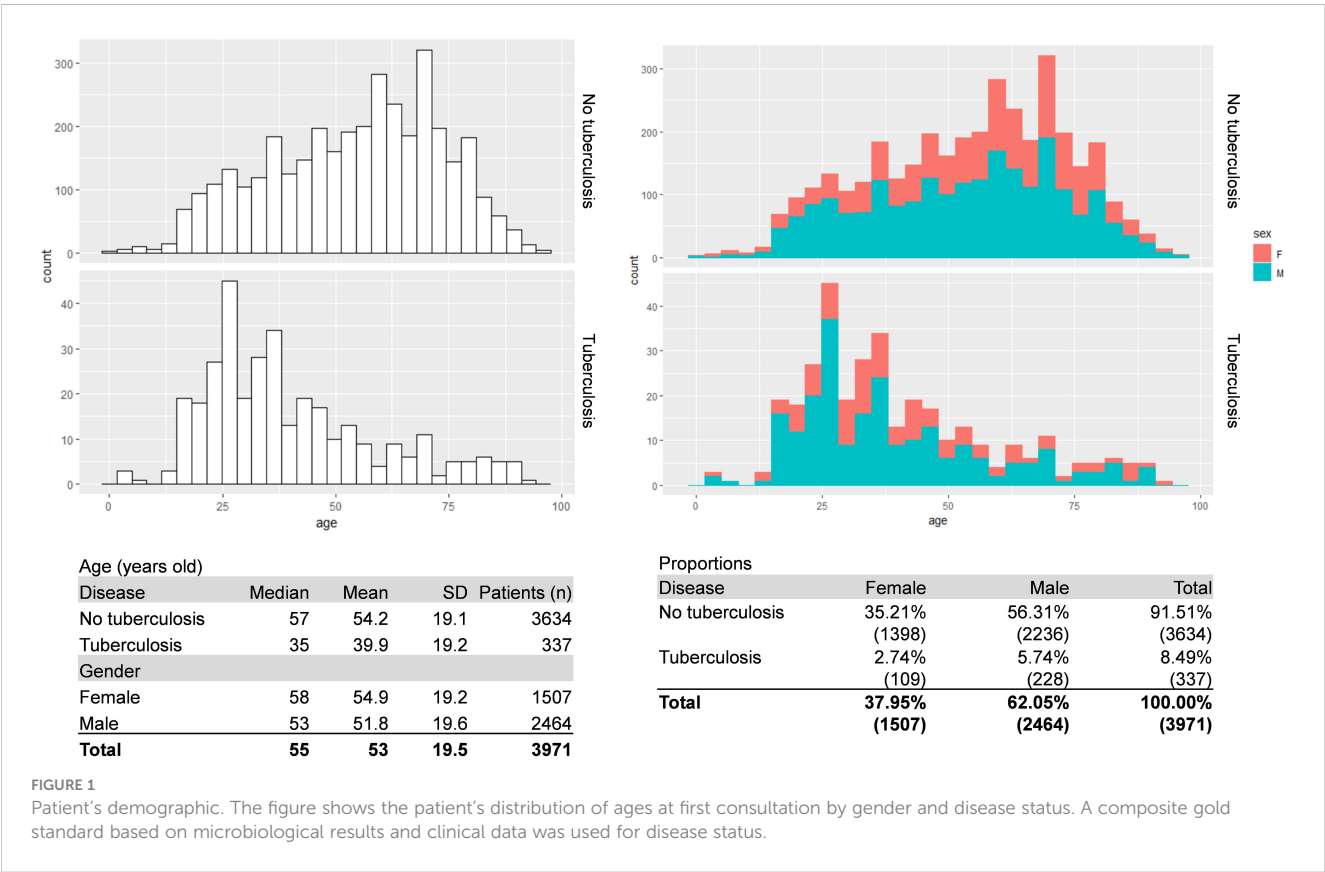 300
200
100
0
No tuberculosis
count
40
30
20
10
0
Tuberculosis
0 25 50 75 100
age
300
200
100
0
No tuberculosis
count
40
30
20
10
0
Tuberculosis
0 25 50 75 100
age
sex
F
M
Age (years old)
Disease Median Mean SD Patients (n)
No tuberculosis 57 54.2 19.1 3634
Tuberculosis 35 39.9 19.2 337
Gender
Female 58 54.9 19.2 1507
Male 53 51.8 19.6 2464
Total 55 53 19.5 3971
Proportions
Disease Female Male Total
No tuberculosis 35.21% 56.31% 91.51%
(1398) (2236) (3634)
Tuberculosis 2.74% 5.74% 8.49%
(109) (228) (337)
Total 37.95% 62.05% 100.00%
(1507) (2464) (3971)
FIGURE 1
Patient's demographic. The figure shows the patient's distribution of ages at first consultation by gender and disease status. A composite gold
standard based on microbiological results and clinical data was used for disease status.